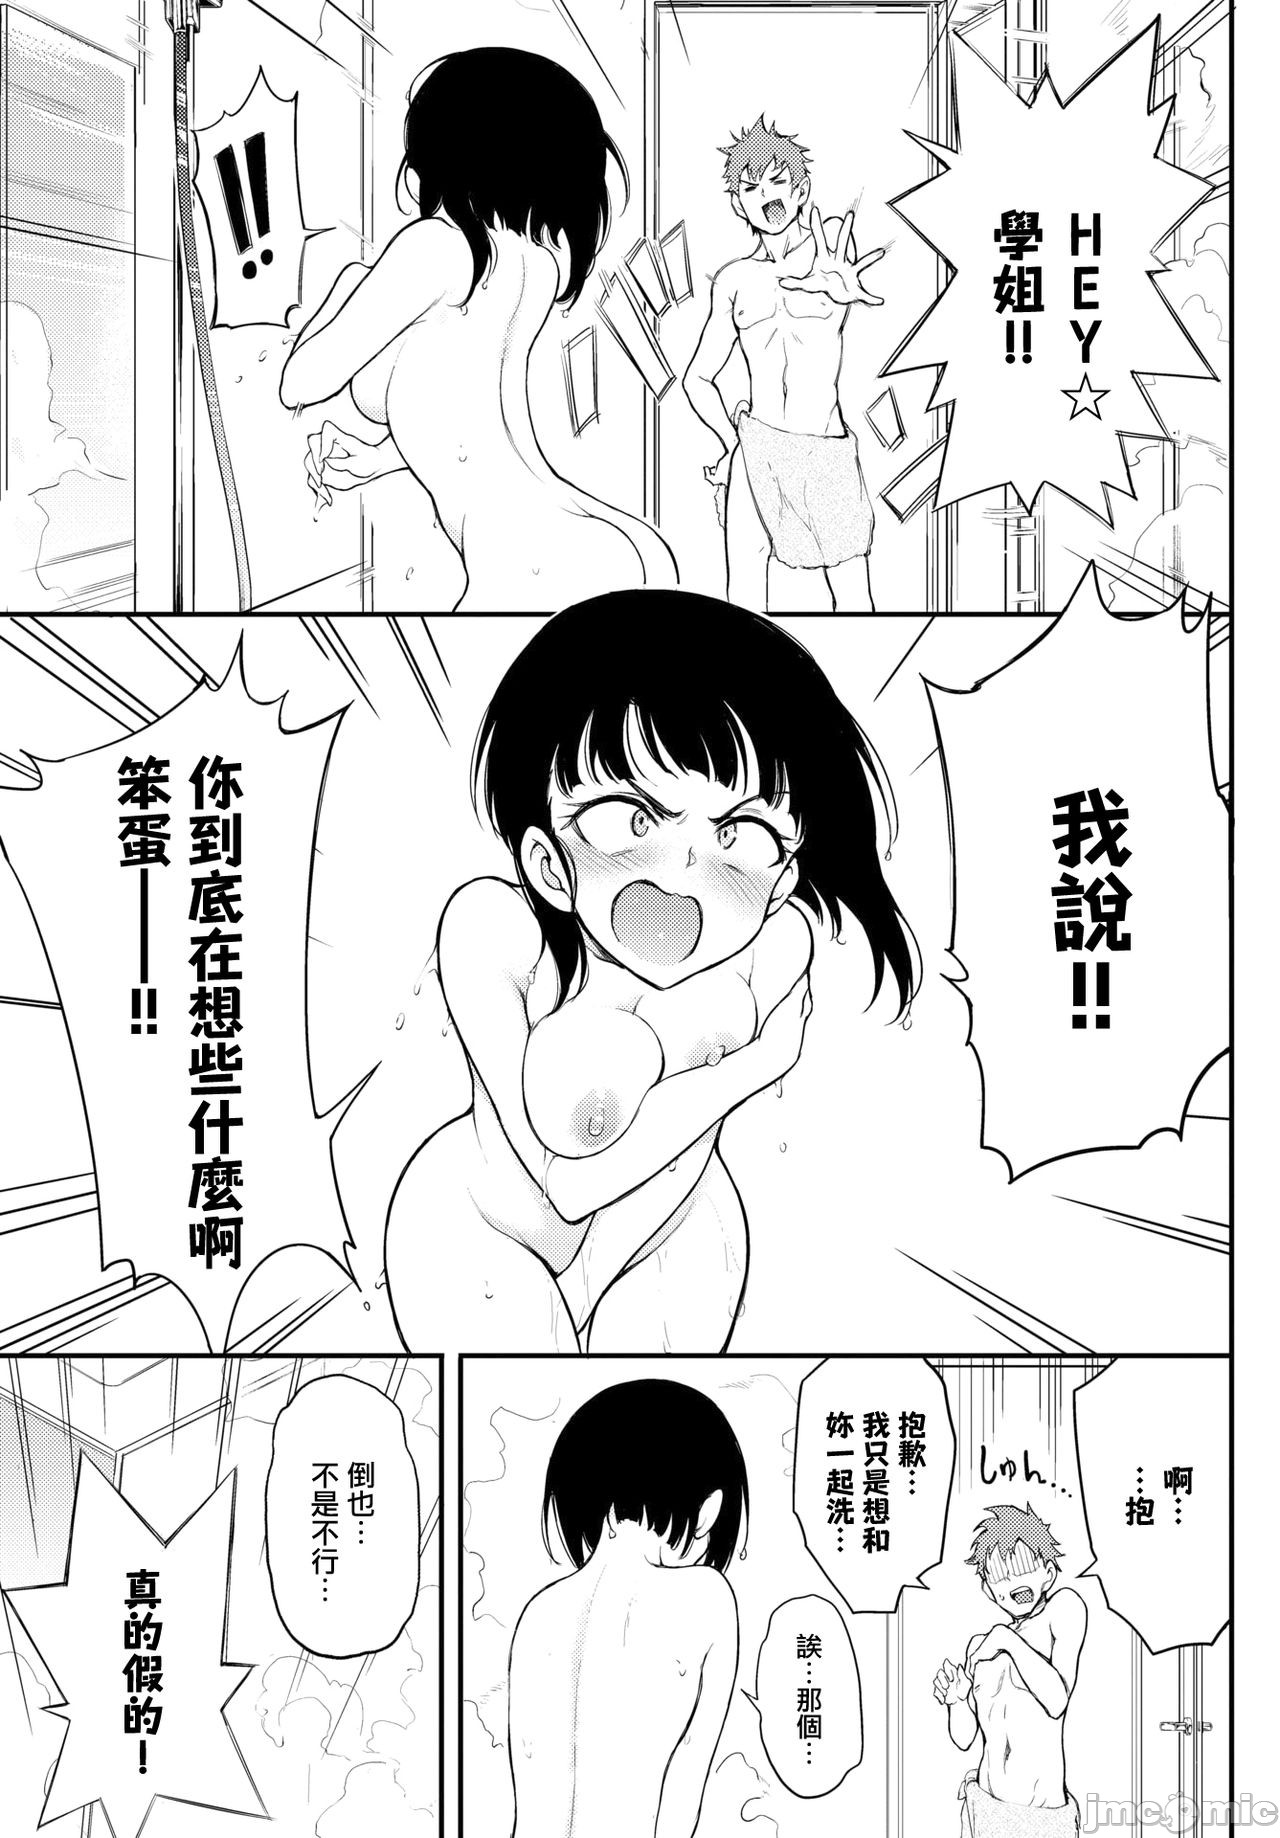 HEY☆
學姐!!
!!
我說!!
你到底在想些什麼啊
笨蛋——!!
啊…
…抱
しゅん…
抱歉…
我只是想和
妳一起洗…
誒…那個…
倒也…
不是不行…
真的假的!
jmcomic